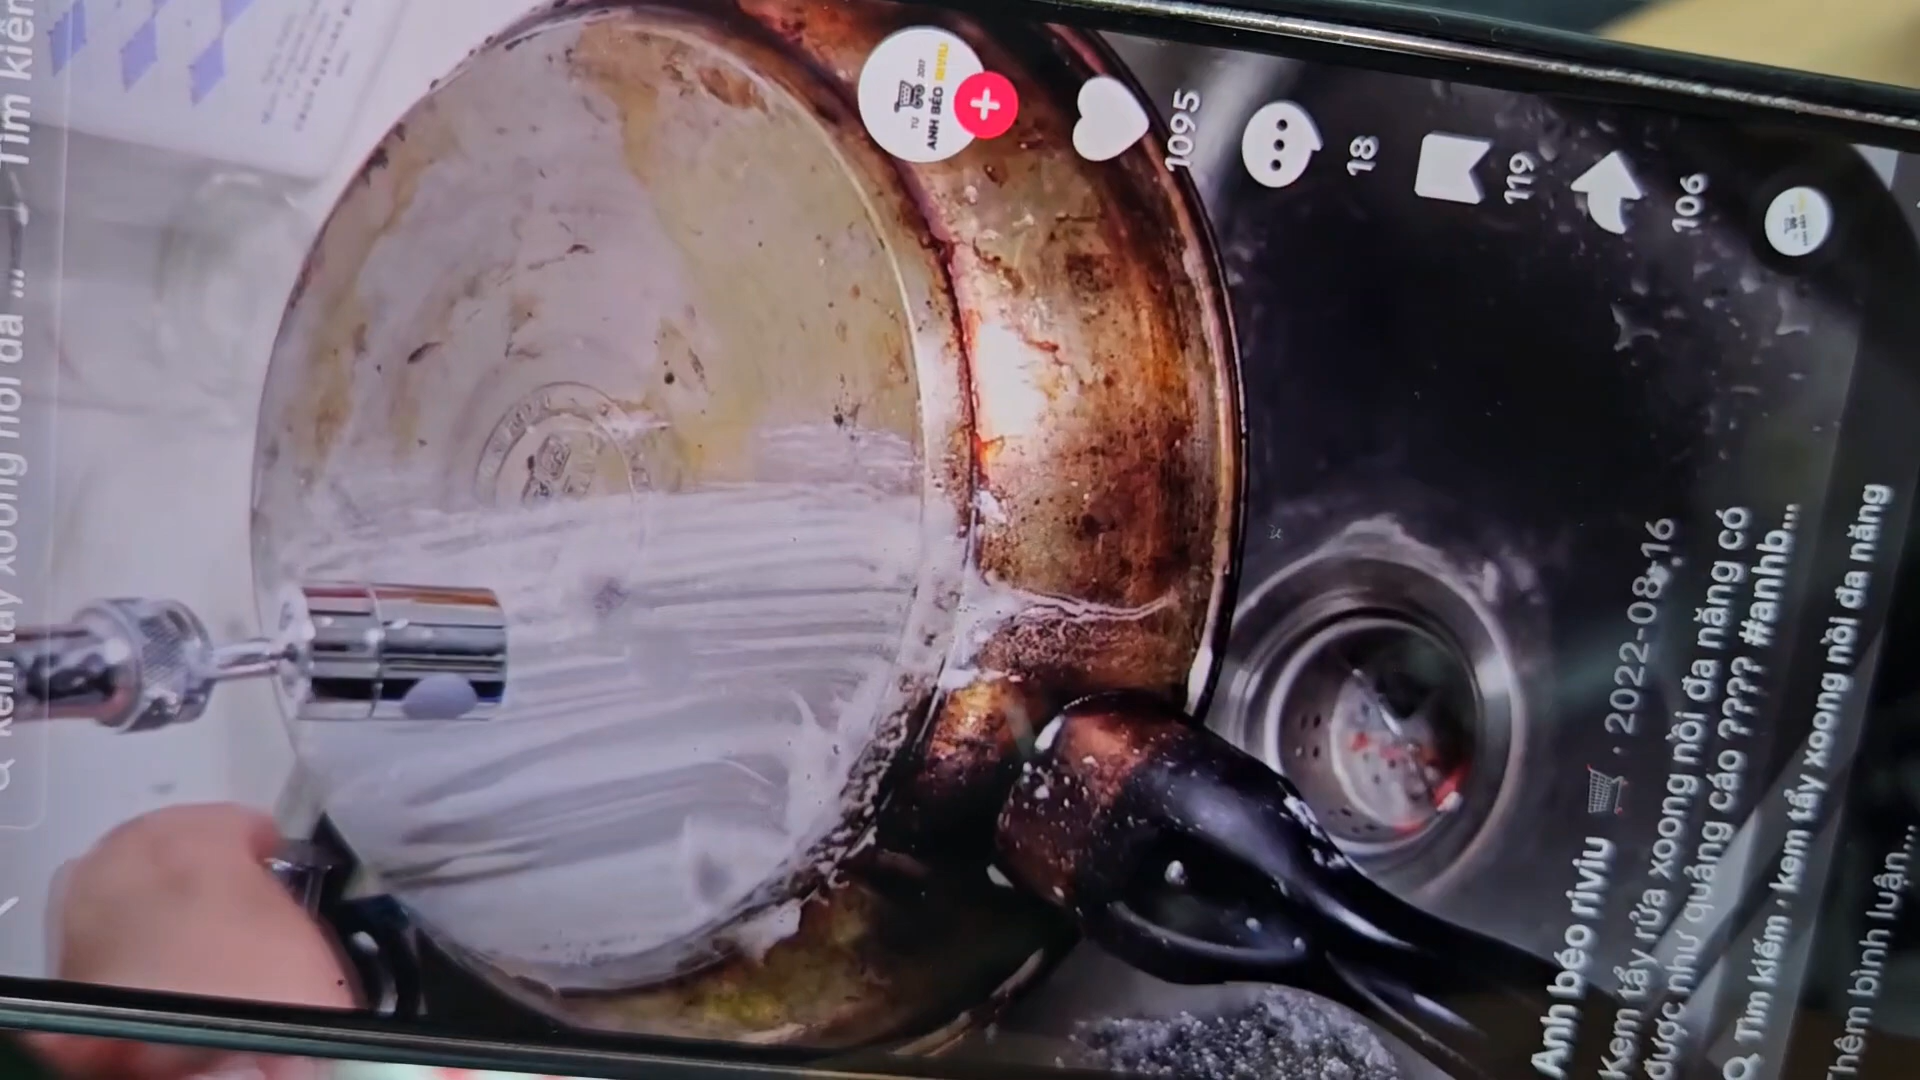 kem tẩy xoong nồi đa ... Tìm kiếm
TỪ 2017
ANH BÉO RIVIU
1095
18
119
106
Anh béo riviu 🛒 · 2022-08-16
Kem tẩy rửa xoong nồi đa năng có
được như quảng cáo ???? #anhb...
Tìm kiếm · kem tẩy xoong nồi đa năng
Thêm bình luận...